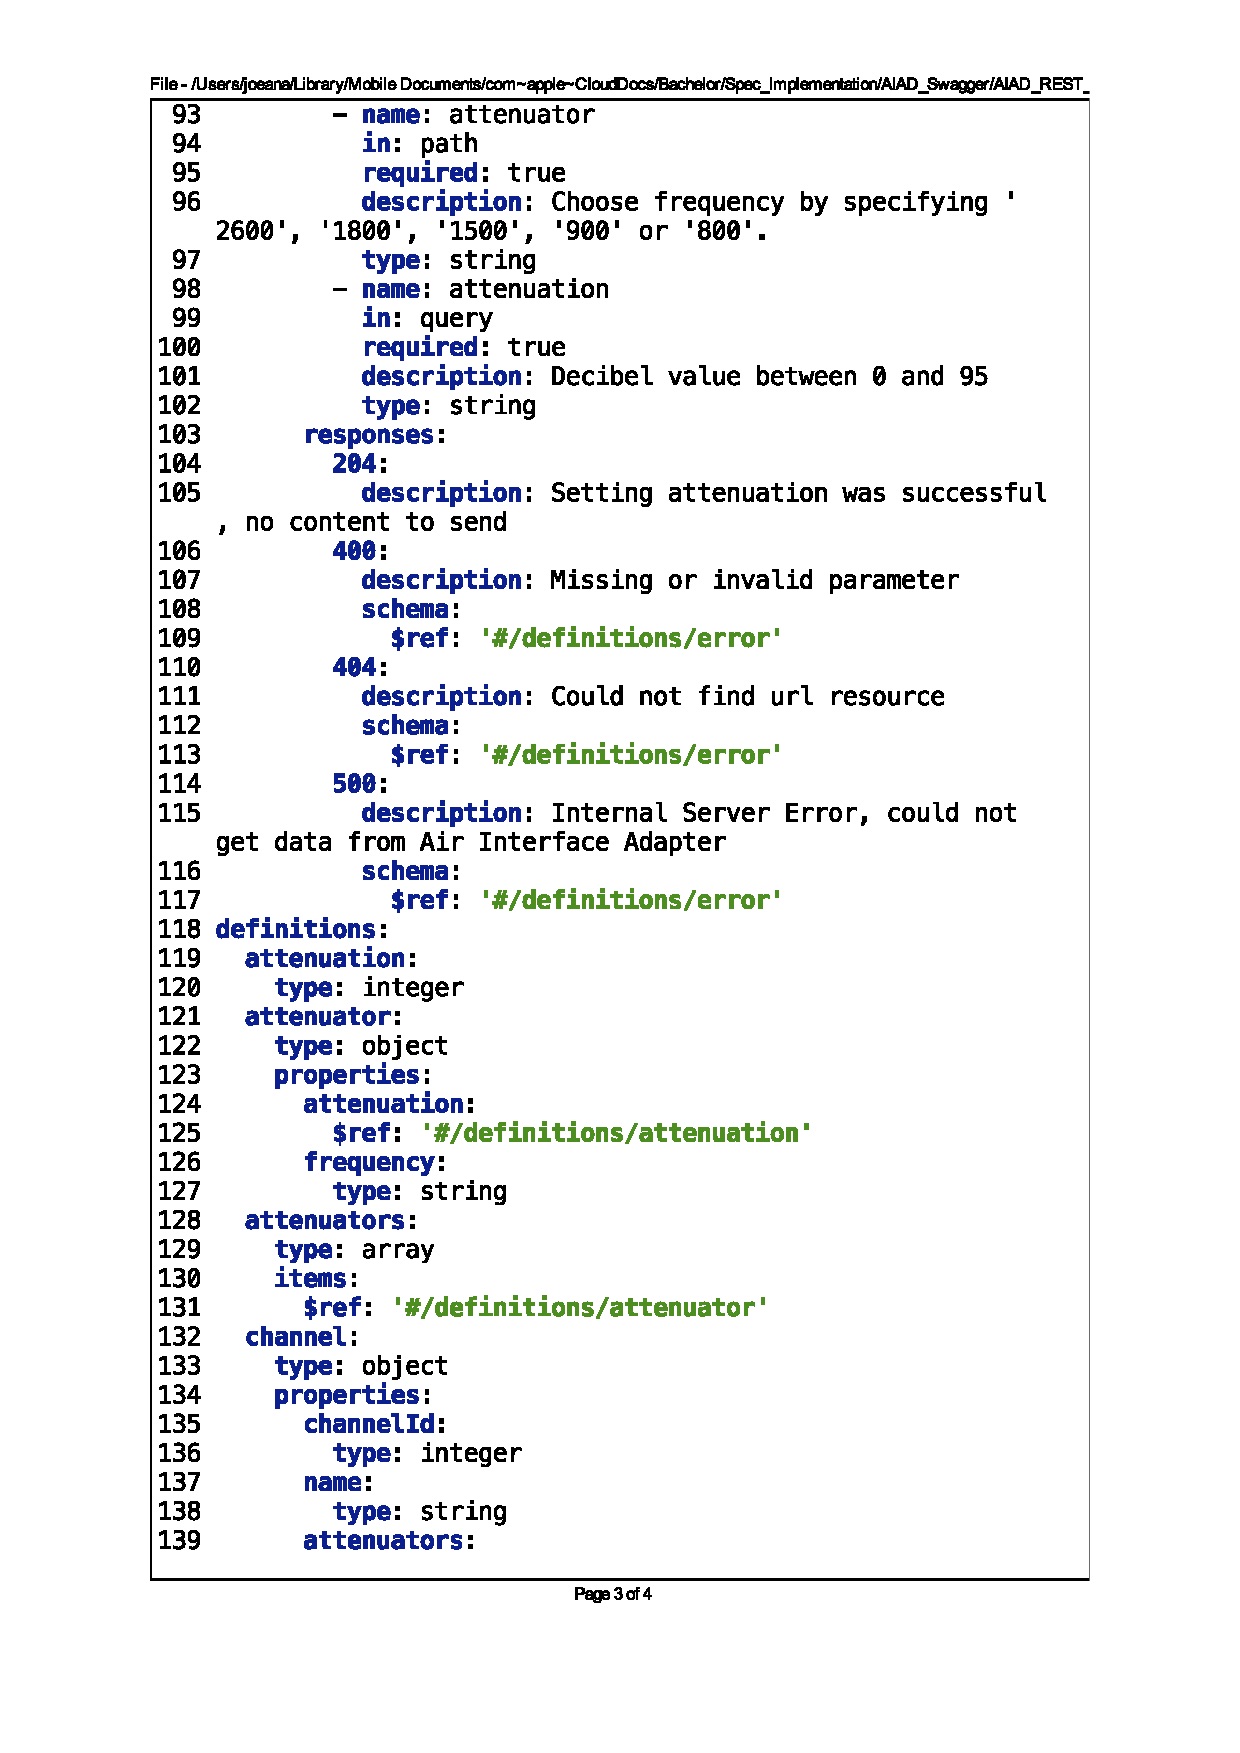 File - /Users/joeana/Library/Mobile Documents/com~apple~CloudDocs/Bachelor/Spec_Implementation/AIAD_Swagger/AIAD_REST_
93         - name: attenuator
94           in: path
95           required: true
96           description: Choose frequency by specifying '
2600', '1800', '1500', '900' or '800'.
97           type: string
98         - name: attenuation
99           in: query
100           required: true
101           description: Decibel value between 0 and 95
102           type: string
103       responses:
104         204:
105           description: Setting attenuation was successful
, no content to send
106         400:
107           description: Missing or invalid parameter
108           schema:
109             $ref: '#/definitions/error'
110         404:
111           description: Could not find url resource
112           schema:
113             $ref: '#/definitions/error'
114         500:
115           description: Internal Server Error, could not
get data from Air Interface Adapter
116           schema:
117             $ref: '#/definitions/error'
118 definitions:
119   attenuation:
120     type: integer
121   attenuator:
122     type: object
123     properties:
124       attenuation:
125         $ref: '#/definitions/attenuation'
126       frequency:
127         type: string
128   attenuators:
129     type: array
130     items:
131       $ref: '#/definitions/attenuator'
132   channel:
133     type: object
134     properties:
135       channelId:
136         type: integer
137       name:
138         type: string
139       attenuators:
Page 3 of 4